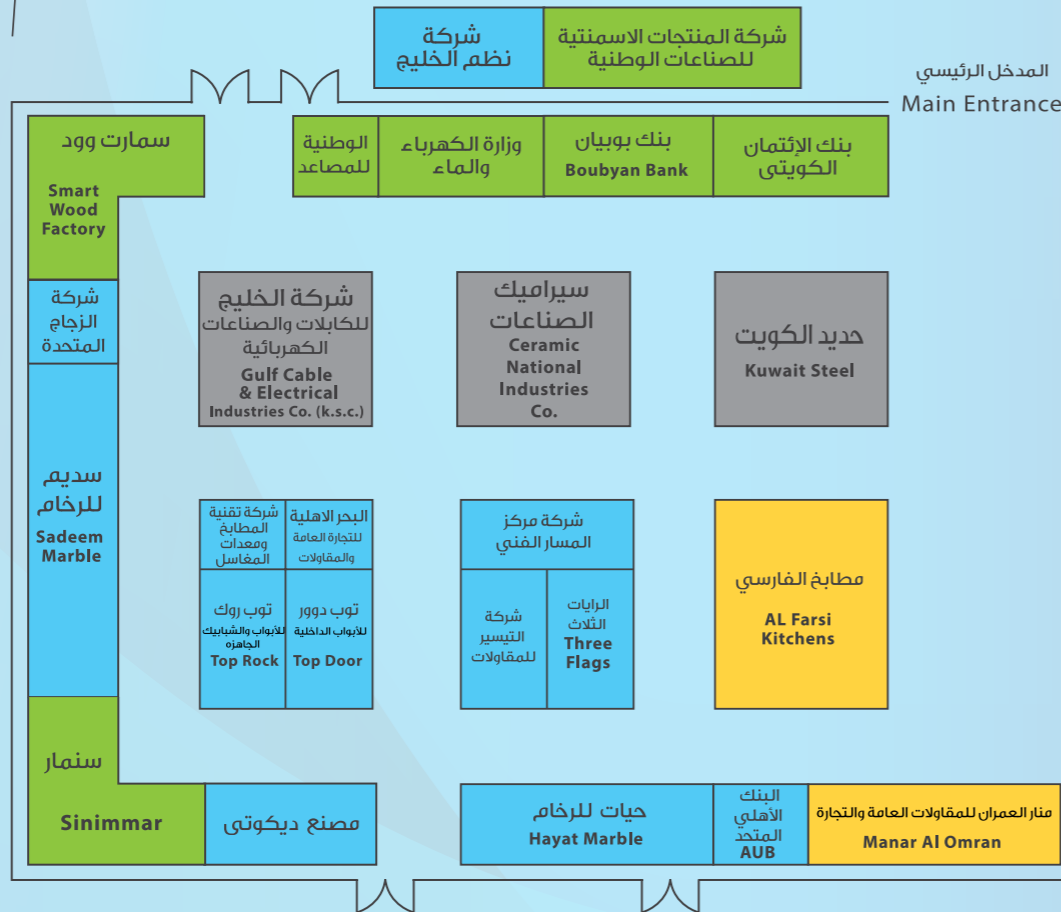 شركة
نظم الخليج
شركة المنتجات الاسمنتية
للصناعات الوطنية
المدخل الرئيسي
Main Entrance
سمارت وود
Smart
Wood
Factory
الوطنية
للمصاعد
وزارة الكهرباء
والماء
بنك بوبيان
Boubyan Bank
بنك الإئتمان
الكويتى
شركة
الزجاج
المتحدة
شركة الخليج
للكابلات والصناعات
الكهربائية
Gulf Cable
& Electrical
Industries Co. (k.s.c.)
سيراميك
الصناعات
Ceramic
National
Industries
Co.
حديد الكويت
Kuwait Steel
سديم
للرخام
Sadeem
Marble
شركة تقنية
المطابخ
ومعدات
المغاسل
البحر الاهلية
للتجارة العامة
والمقاولات
شركة مركز
المسار الفني
مطابخ الفارسي
AL Farsi
Kitchens
توب روك
للأبواب والشبابيك
الجاهزه
Top Rock
توب دوور
للأبواب الداخلية
Top Door
شركة
التيسير
للمقاولات
الرايات
الثلاث
Three
Flags
سنمار
Sinimmar
مصنع ديكوتى
حيات للرخام
Hayat Marble
البنك
الأهلي
المتحد
AUB
منار العمران للمقاولات العامة والتجارة
Manar Al Omran